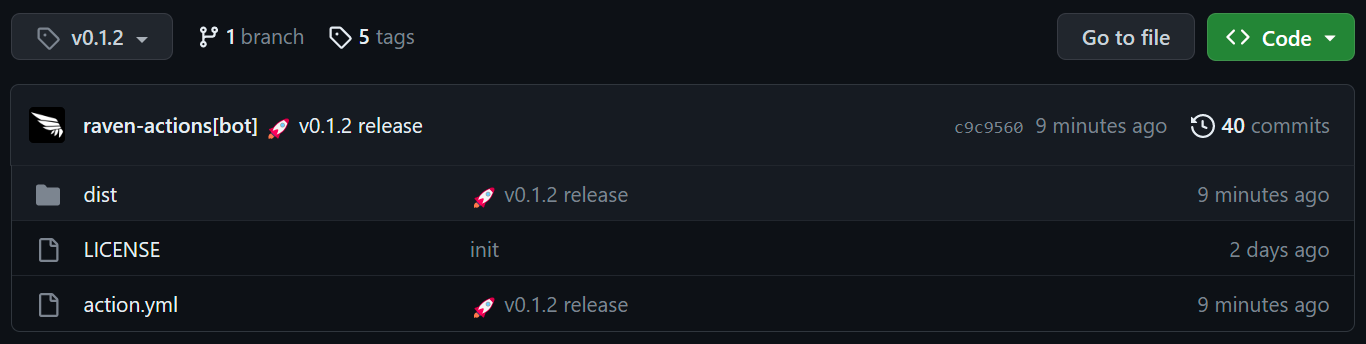 v0.1.2 1 branch 5 tags Go to file Code
raven-actions[bot] 🚀 v0.1.2 release c9c9560 9 minutes ago 40 commits
dist 🚀 v0.1.2 release 9 minutes ago
LICENSE init 2 days ago
action.yml 🚀 v0.1.2 release 9 minutes ago